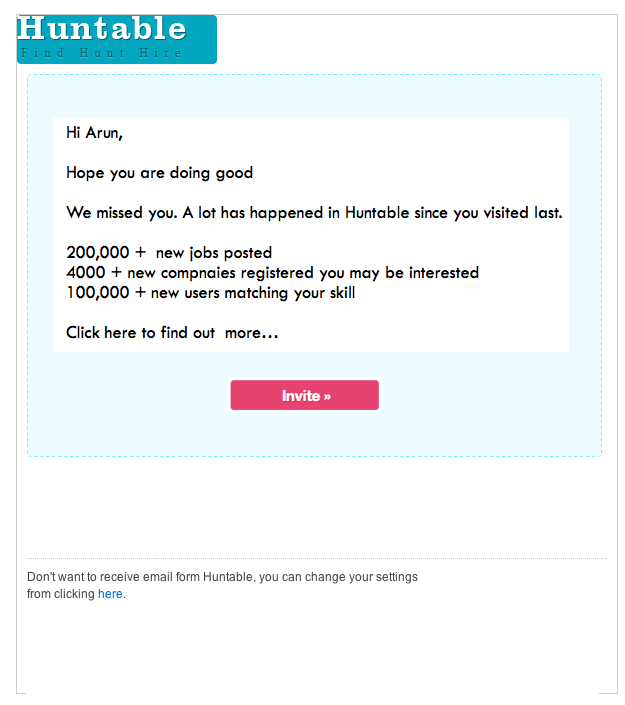 Huntable
Find Hunt Hire
Hi Arun,
Hope you are doing good
We missed you. A lot has happened in Huntable since you visited last.
200,000 + new jobs posted
4000 + new compnaies registered you may be interested
100,000 + new users matching your skill
Click here to find out more...
Invite »
Don't want to receive email form Huntable, you can change your settings
from clicking here.